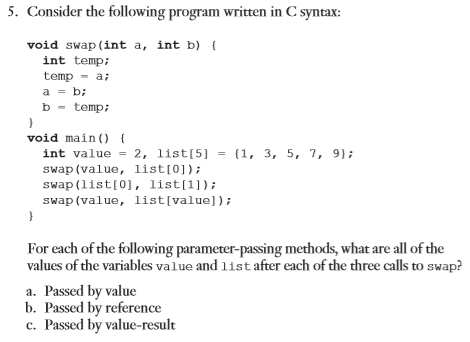 5. Consider the following program written in C syntax:
void swap(int a, int b) {
int temp;
temp = a;
a = b;
b = temp;
}
void main() {
int value = 2, list[5] = {1, 3, 5, 7, 9};
swap(value, list[0]);
swap(list[0], list[1]);
swap(value, list[value]);
}
For each of the following parameter-passing methods, what are all of the
values of the variables value and list after each of the three calls to swap?
a. Passed by value
b. Passed by reference
c. Passed by value-result